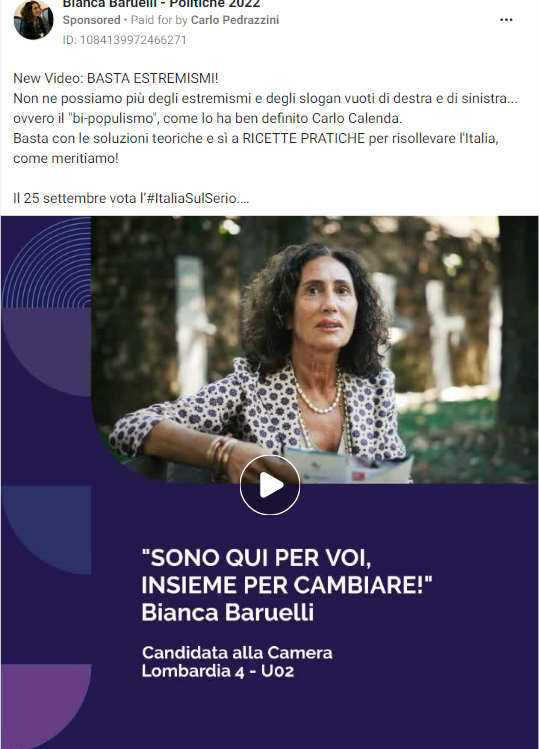 Bianca Baruelli - Politiche 2022
Sponsored • Paid for by Carlo Pedrazzini
ID: 1084139972466271
New Video: BASTA ESTREMISMI!
Non ne possiamo più degli estremismi e degli slogan vuoti di destra e di sinistra...
ovvero il "bi-populismo", come lo ha ben definito Carlo Calenda.
Basta con le soluzioni teoriche e sì a RICETTE PRATICHE per risollevare l'Italia,
come meritiamo!
Il 25 settembre vota l’#ItaliaSulSerio....
"SONO QUI PER VOI,
INSIEME PER CAMBIARE!"
Bianca Baruelli
Candidata alla Camera
Lombardia 4 - U02